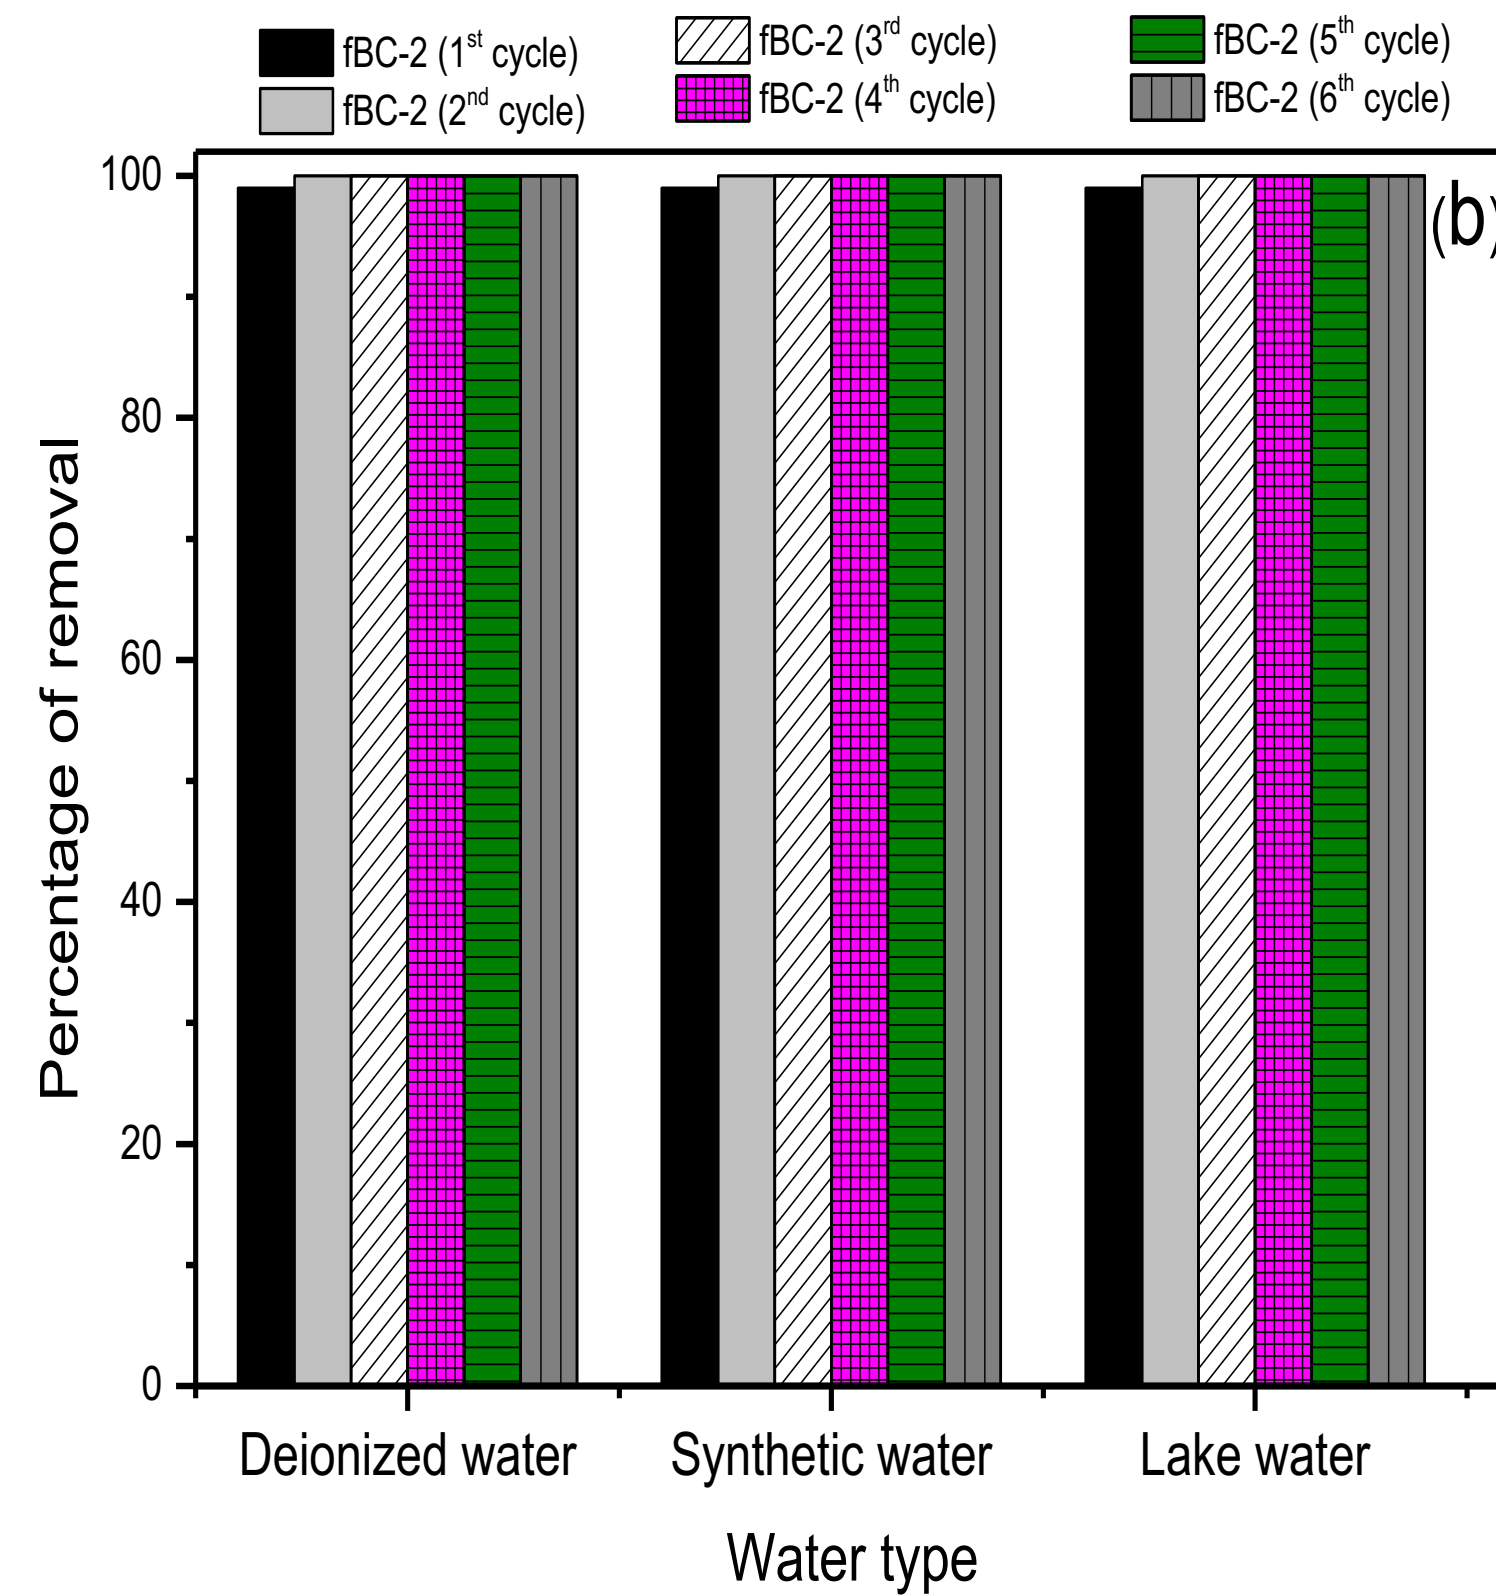 fBC-2 (1st cycle)
fBC-2 (2nd cycle)
fBC-2 (3rd cycle)
fBC-2 (4th cycle)
fBC-2 (5th cycle)
fBC-2 (6th cycle)
(b)
Percentage of removal
100
80
60
40
20
0
Deionized water
Synthetic water
Lake water
Water type